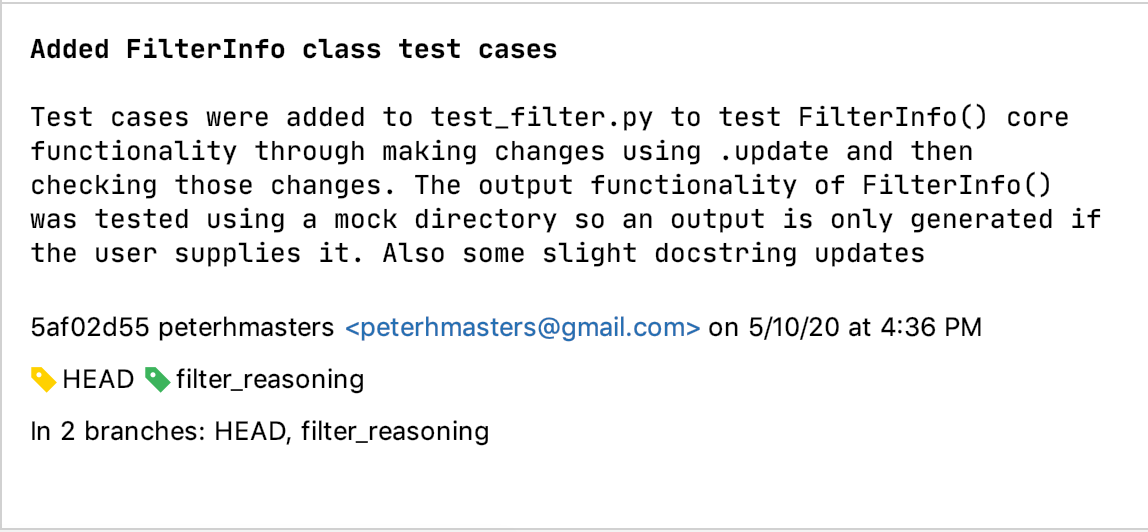 Added FilterInfo class test cases
Test cases were added to test_filter.py to test FilterInfo() core
functionality through making changes using .update and then
checking those changes. The output functionality of FilterInfo()
was tested using a mock directory so an output is only generated if
the user supplies it. Also some slight docstring updates
5af02d55 peterhmasters <peterhmasters@gmail.com> on 5/10/20 at 4:36 PM
HEAD filter_reasoning
In 2 branches: HEAD, filter_reasoning